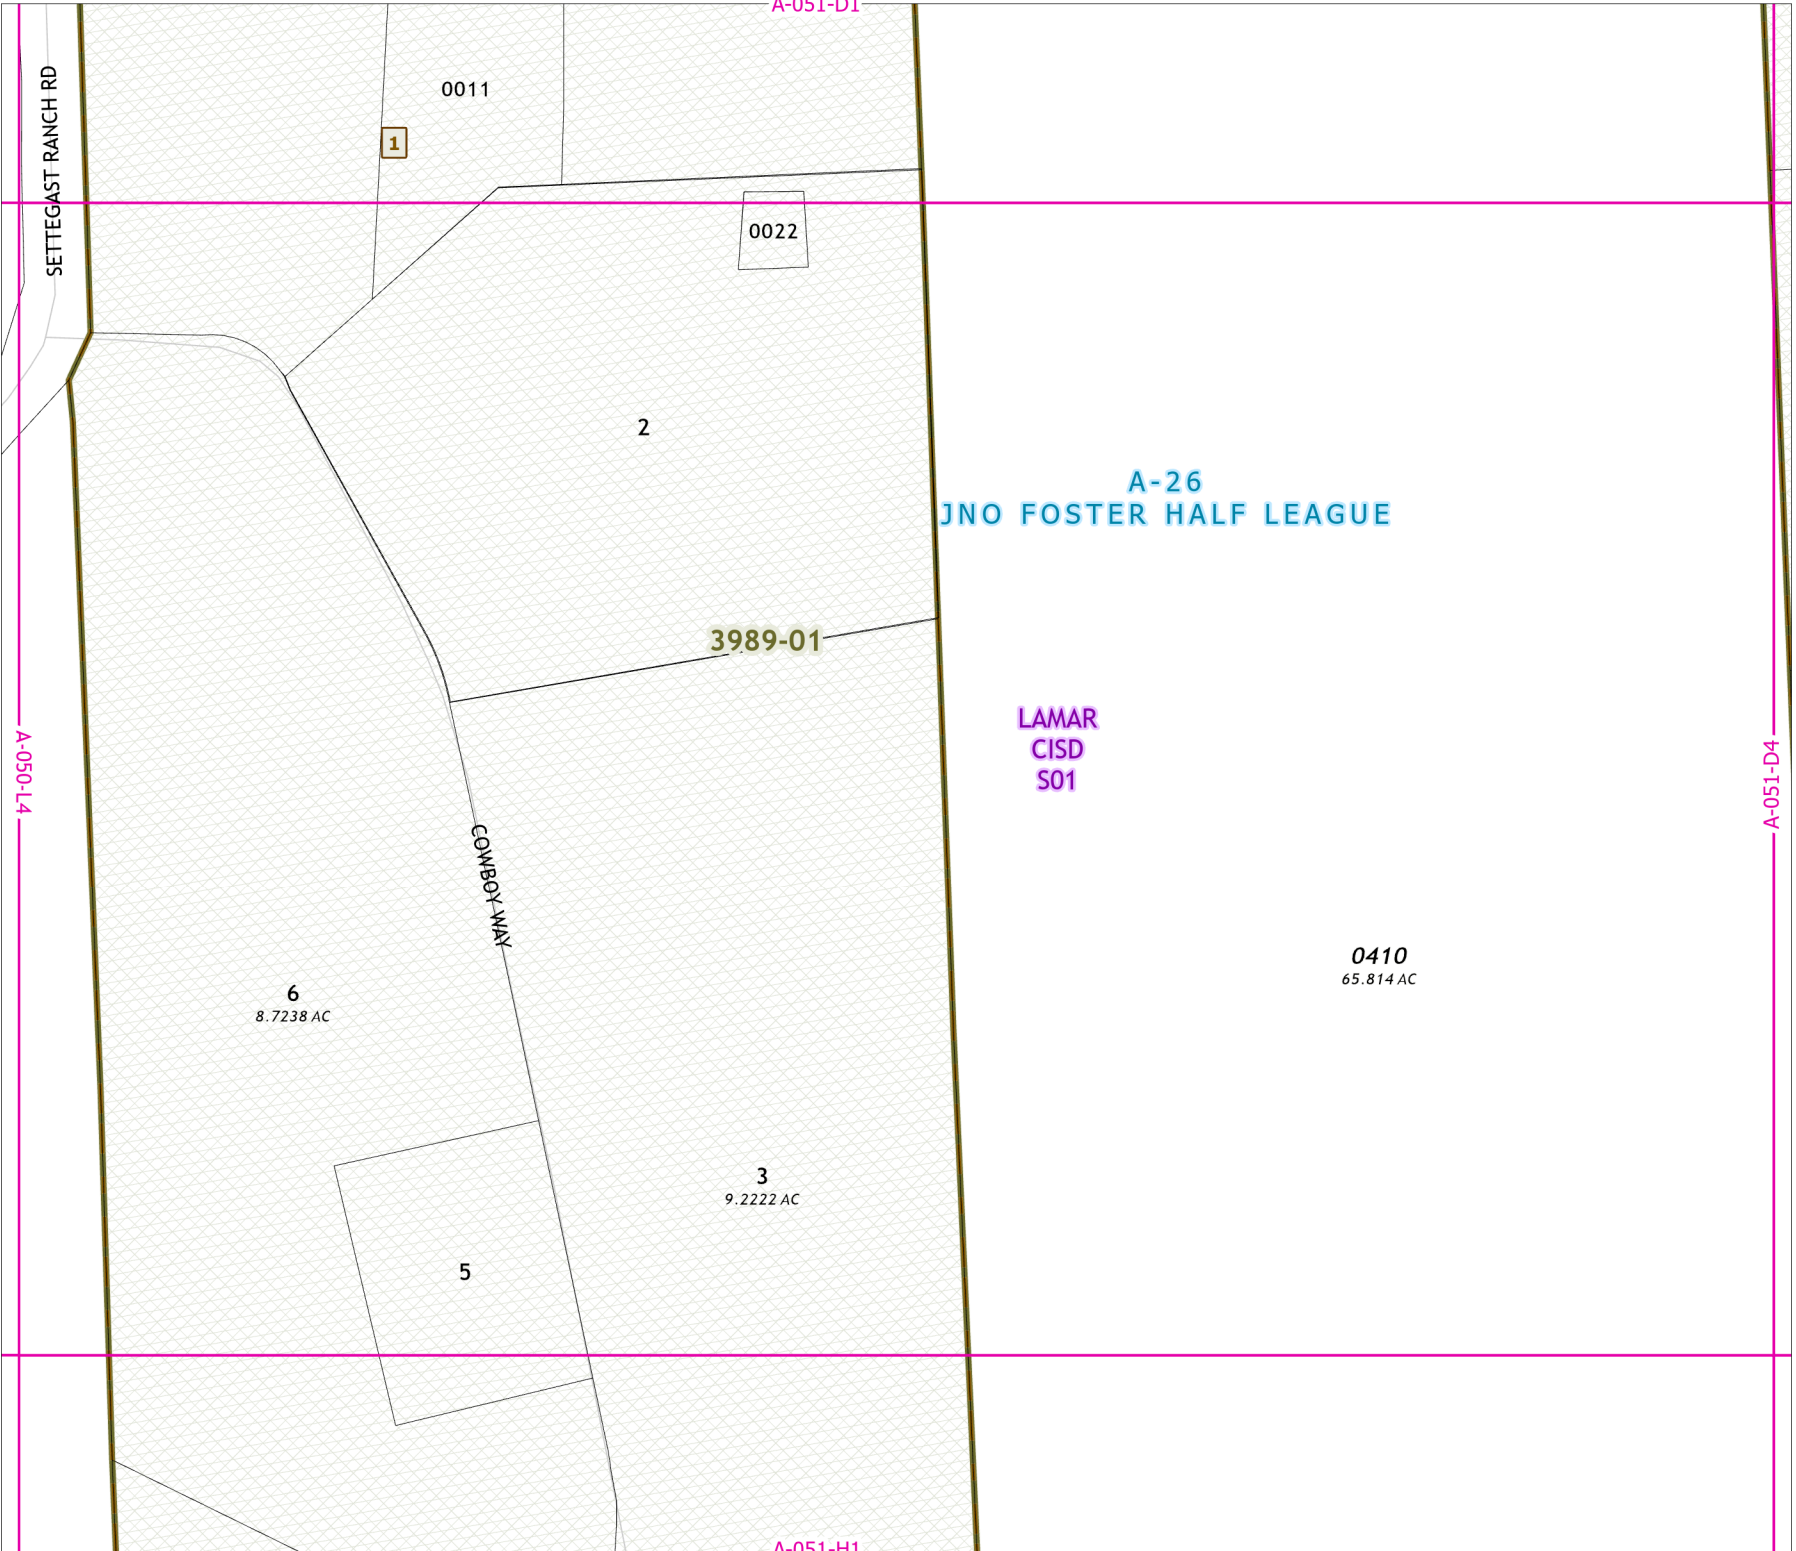 A-051-D1
SETTEGAST RANCH RD
0011
1
0022
2
A-26
JNO FOSTER HALF LEAGUE
3989-01
LAMAR
CISD
S01
A-050-L4
A-051-D4
COWBOY WAY
0410
65.814 AC
6
8.7238 AC
3
9.2222 AC
5
A-051-H1